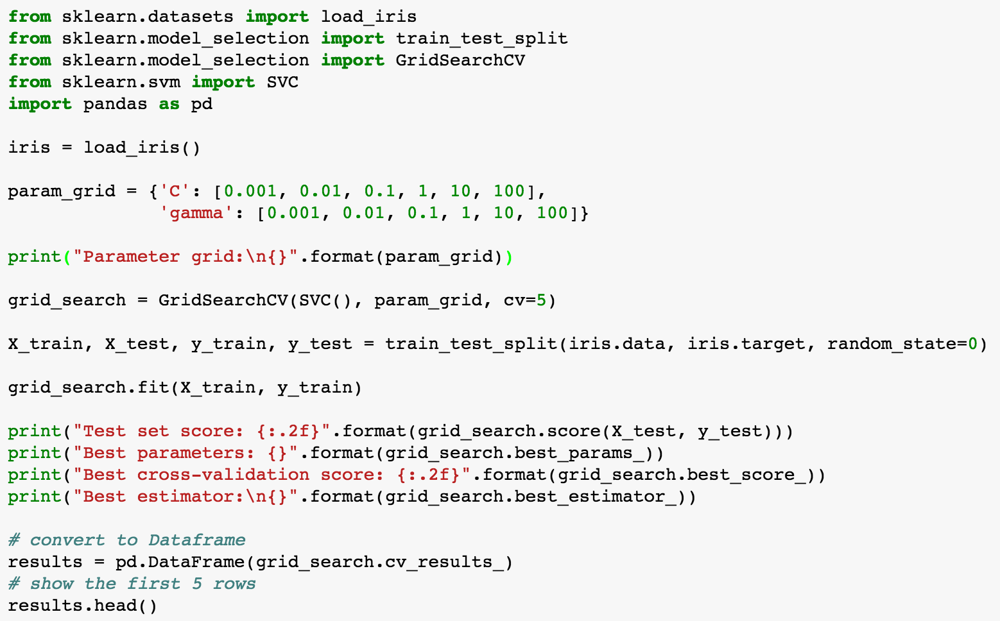 from sklearn.datasets import load_iris
from sklearn.model_selection import train_test_split
from sklearn.model_selection import GridSearchCV
from sklearn.svm import SVC
import pandas as pd
iris = load_iris()
param_grid = {'C': [0.001, 0.01, 0.1, 1, 10, 100],
              'gamma': [0.001, 0.01, 0.1, 1, 10, 100]}
print("Parameter grid:\n{}".format(param_grid))
grid_search = GridSearchCV(SVC(), param_grid, cv=5)
X_train, X_test, y_train, y_test = train_test_split(iris.data, iris.target, random_state=0)
grid_search.fit(X_train, y_train)
print("Test set score: {:.2f}".format(grid_search.score(X_test, y_test)))
print("Best parameters: {}".format(grid_search.best_params_))
print("Best cross-validation score: {:.2f}".format(grid_search.best_score_))
print("Best estimator:\n{}".format(grid_search.best_estimator_))
# convert to Dataframe
results = pd.DataFrame(grid_search.cv_results_)
# show the first 5 rows
results.head()